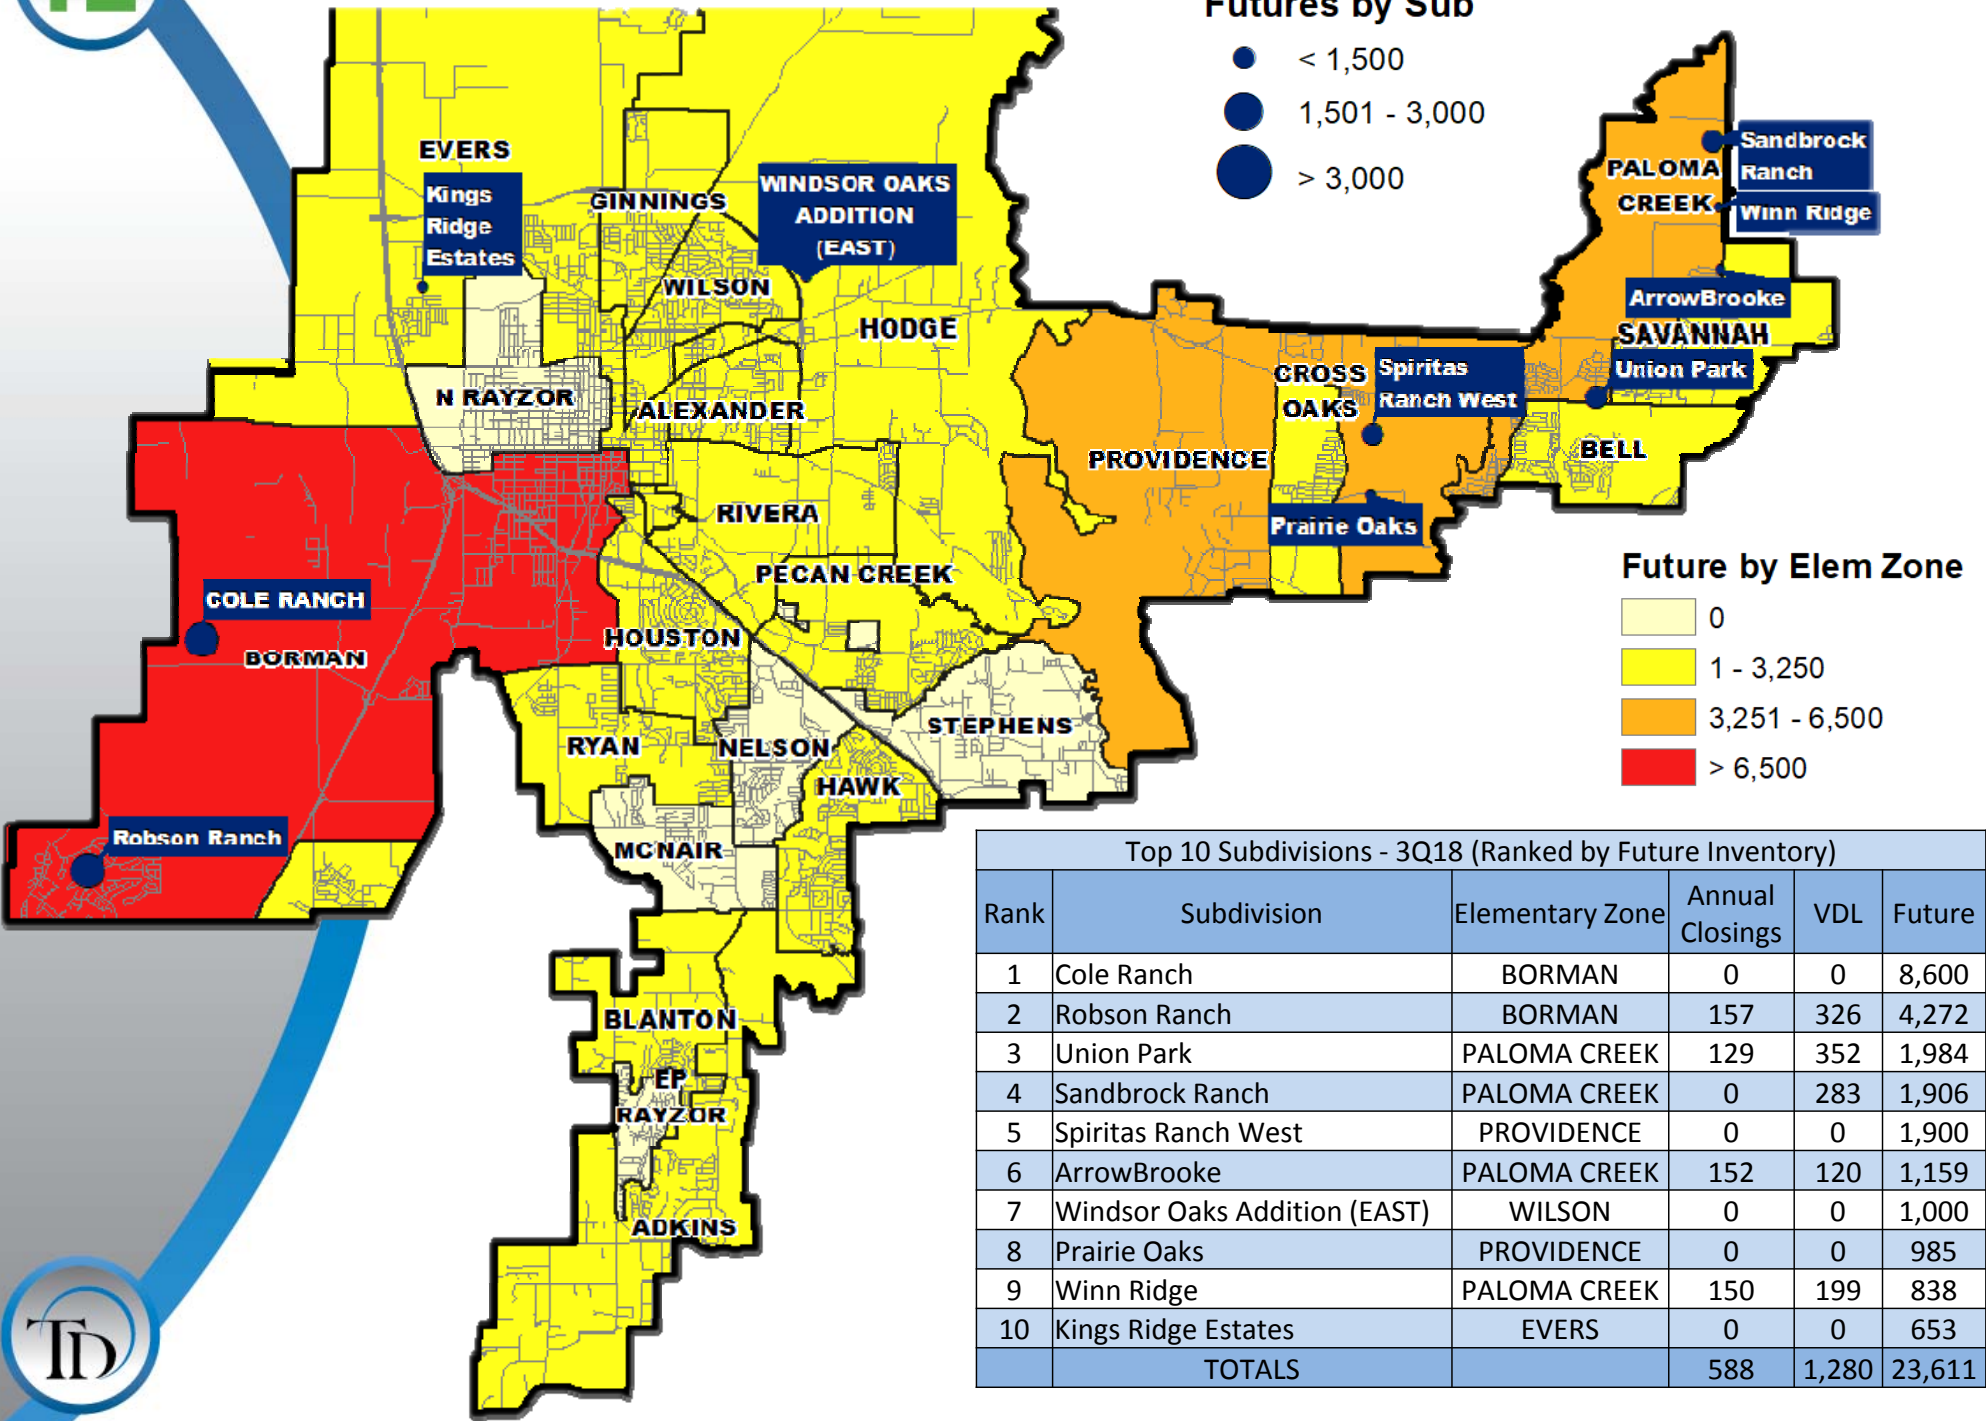 Futures by Sub
< 1,500
1,501 - 3,000
> 3,000
EVERS
Kings
Ridge
Estates
GINNINGS
WINDSOR OAKS
ADDITION
(EAST)
WILSON
HODGE
N RAYZOR
ALEXANDER
PALOMA
CREEK
Sandbrock
Ranch
Winn Ridge
ArrowBrooke
SAVANNAH
Union Park
CROSS
OAKS
Spiritas
Ranch West
BELL
PROVIDENCE
Prairie Oaks
RIVERA
PECAN CREEK
COLE RANCH
BORMAN
HOUSTON
STEPHENS
RYAN
NELSON
HAWK
Robson Ranch
MCNAIR
BLANTON
EP
RAYZOR
ADKINS
Future by Elem Zone
0
1 - 3,250
3,251 - 6,500
> 6,500
Top 10 Subdivisions - 3Q18 (Ranked by Future Inventory)
Rank Subdivision Elementary Zone Annual Closings VDL Future
1 Cole Ranch BORMAN 0 0 8,600
2 Robson Ranch BORMAN 157 326 4,272
3 Union Park PALOMA CREEK 129 352 1,984
4 Sandbrock Ranch PALOMA CREEK 0 283 1,906
5 Spiritas Ranch West PROVIDENCE 0 0 1,900
6 ArrowBrooke PALOMA CREEK 152 120 1,159
7 Windsor Oaks Addition (EAST) WILSON 0 0 1,000
8 Prairie Oaks PROVIDENCE 0 0 985
9 Winn Ridge PALOMA CREEK 150 199 838
10 Kings Ridge Estates EVERS 0 0 653
TOTALS 588 1,280 23,611
TD